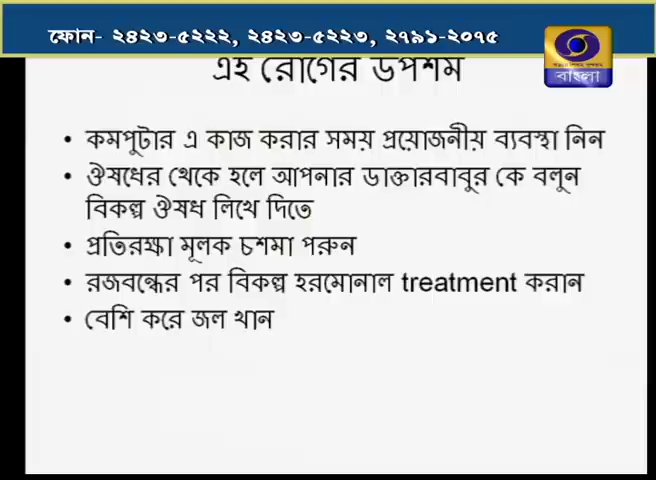 ফোন- ২৪২৩-৫২২২, ২৪২৩-৫২২৩, ২৭৯১-২০৭৫
বাংলা
এই রোগের উপশম
• কমপুটার এ কাজ করার সময় প্রয়োজনীয় ব্যবস্থা নিন
• ঔষধের থেকে হলে আপনার ডাক্তারবাবুর কে বলুন
বিকল্প ঔষধ লিখে দিতে
• প্রতিরক্ষা মূলক চশমা পরুন
• রজবন্ধের পর বিকল্প হরমোনাল treatment করান
• বেশি করে জল খান